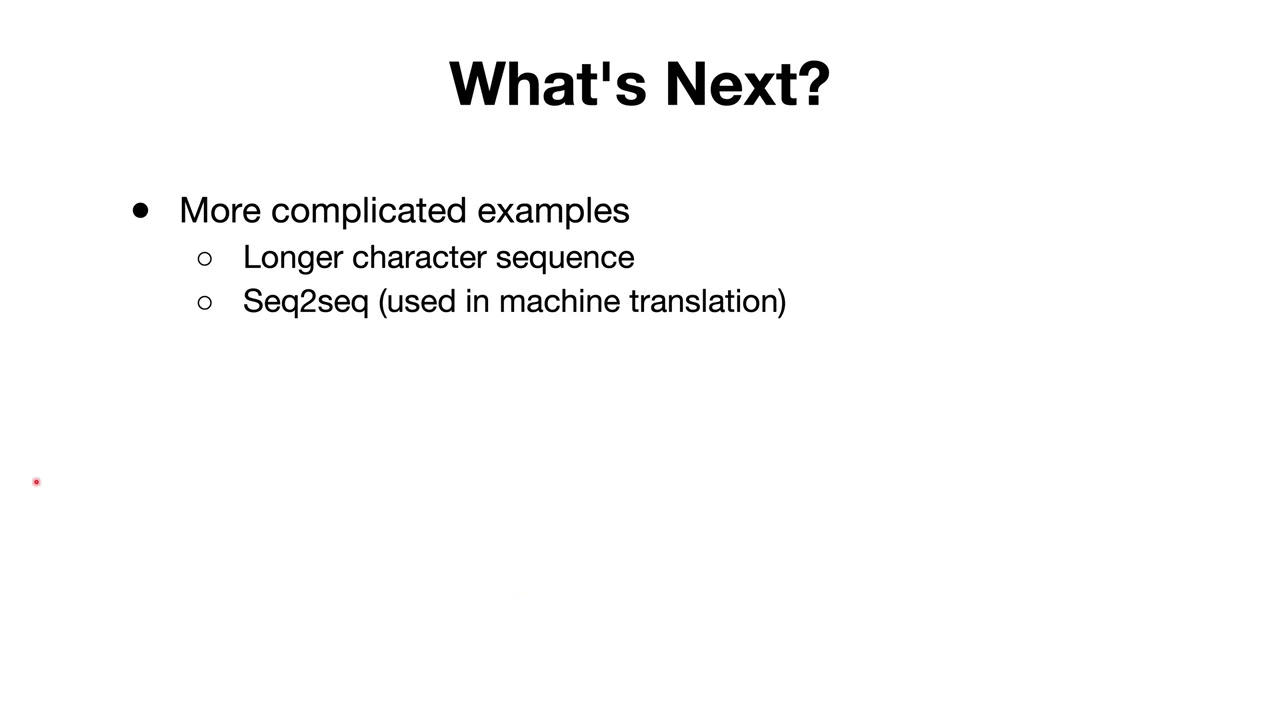 What's Next?
● More complicated examples
○ Longer character sequence
○ Seq2seq (used in machine translation)